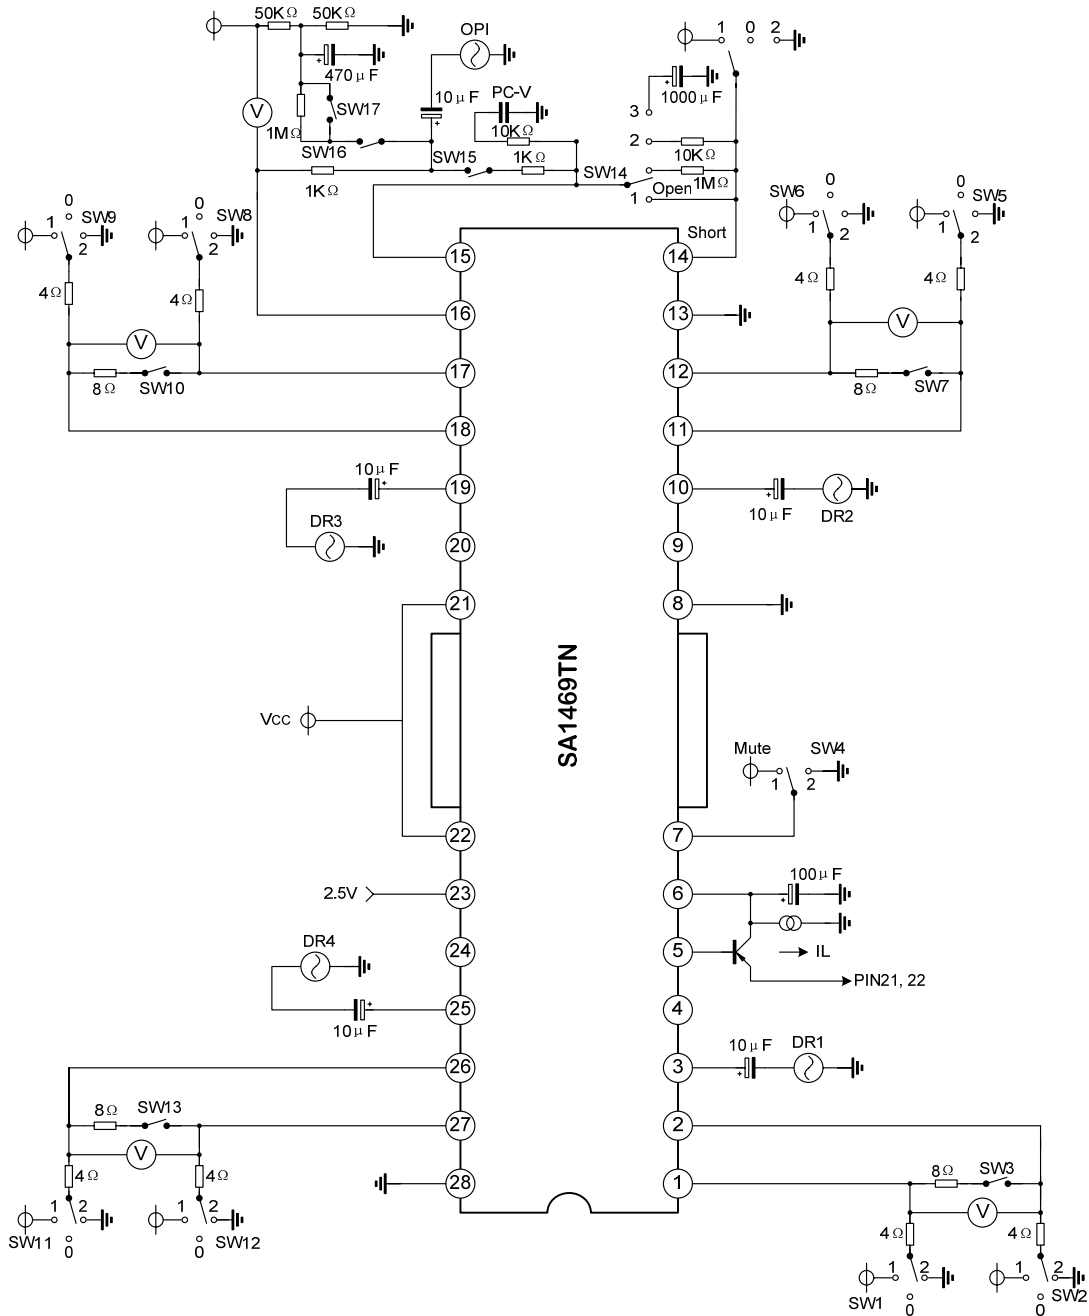 50KΩ 50KΩ
OPI
1 0 2
470μF
10μF
PC-V
1000μF
V
1MΩ
SW17
3
10KΩ
2
SW16
SW15
1KΩ
10KΩ
1KΩ
SW14
1MΩ
Open
1
Short
0 SW9
1 2
0 SW8
1 2
SW6 0
1 2
0 SW5
1 2
4Ω
4Ω
4Ω
4Ω
V
V
8Ω SW10
8Ω SW7
15
14
16
13
17
12
18
11
10μF
19
10
10μF
DR2
DR3
20
9
21
8
SA1469TN
VCC
Mute SW4
1 2
22
7
100μF
2.5V
23
6
DR4
24
5
IL
PIN21, 22
10μF
25
4
10μF DR1
26
3
8Ω SW13
27
2
V
4Ω
4Ω
28
1
8Ω SW3
V
1 2
SW11 0
1 2
0 SW12
4Ω
4Ω
1 2
SW1 0
1 2
0 SW2